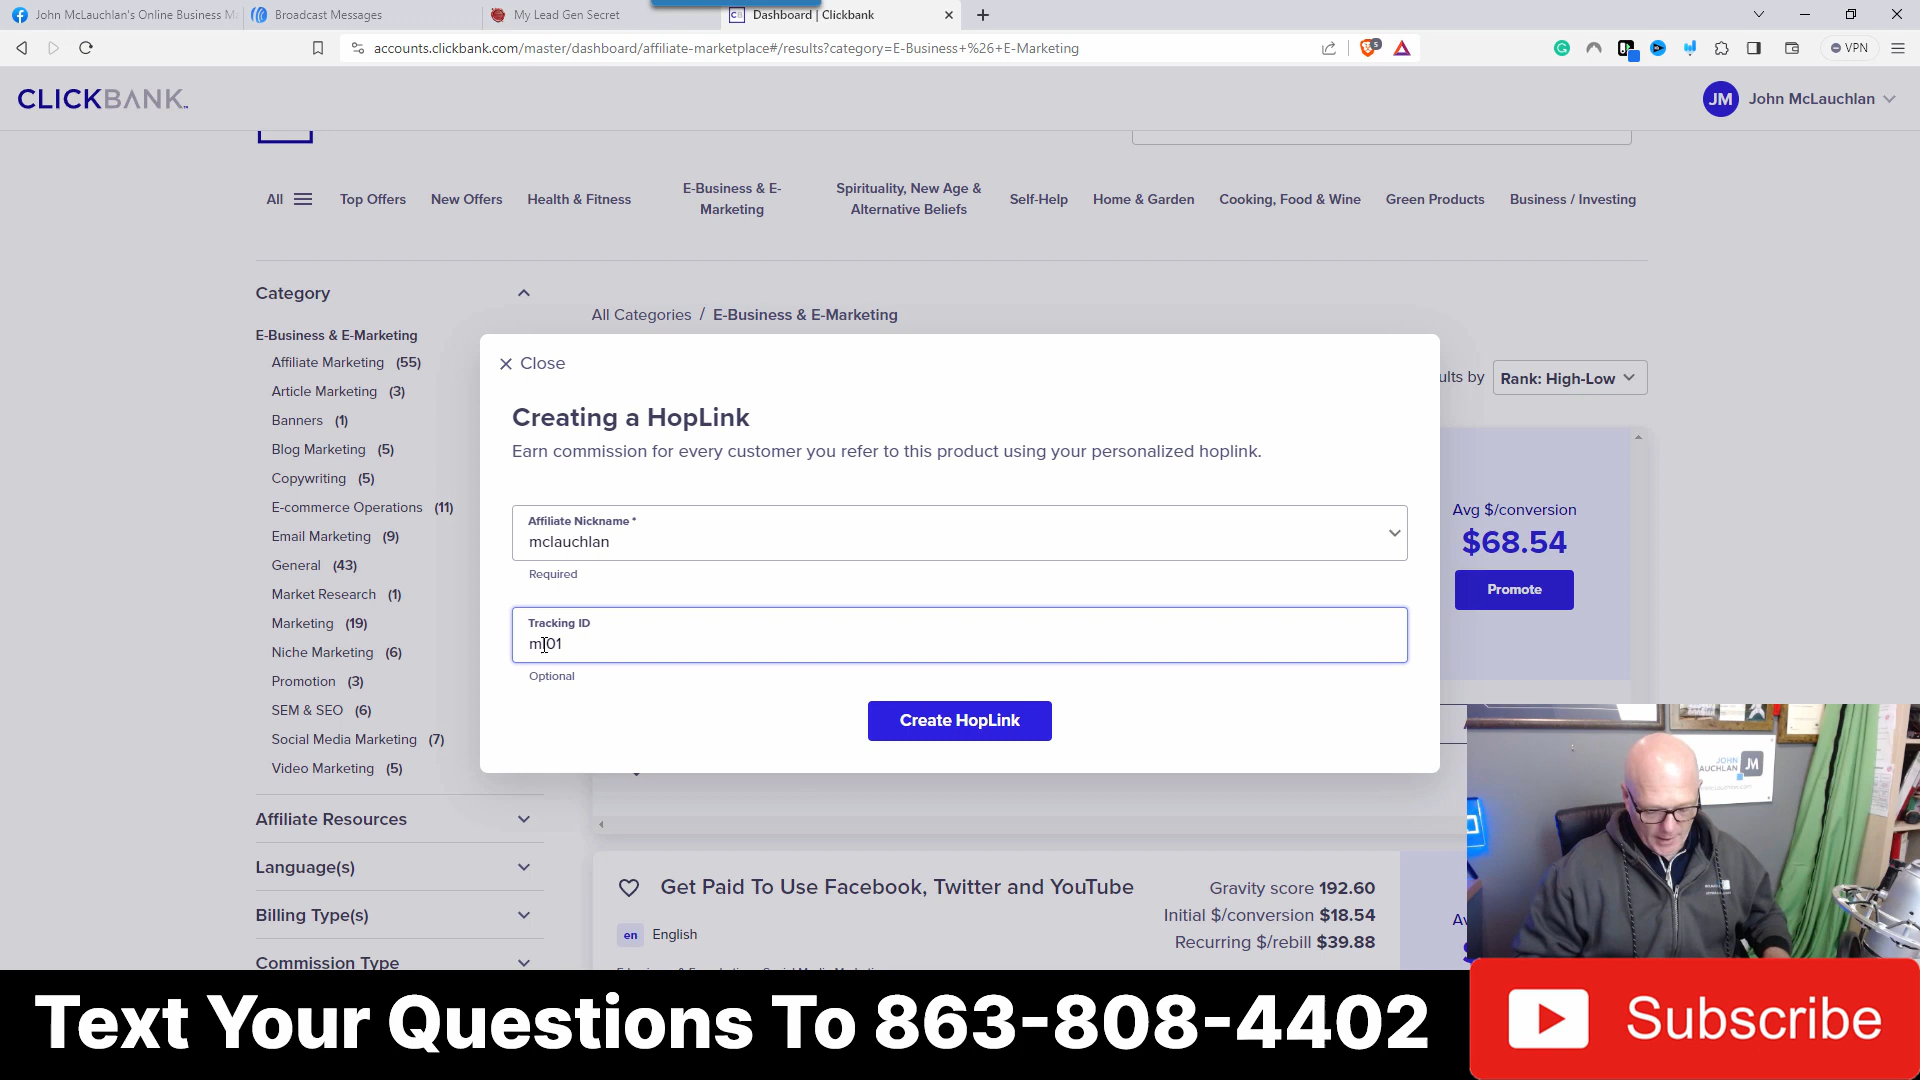 John McLauchlan's Online Business M
Broadcast Messages
My Lead Gen Secret
Dashboard | Clickbank
accounts.clickbank.com/master/dashboard/affiliate-marketplace#/results?category=E-Business+%26+E-Marketing
5
VPN
CLICKBANK
JM John McLauchlan
All
Top Offers
New Offers
Health & Fitness
E-Business & E-
Marketing
Spirituality, New Age &
Alternative Beliefs
Self-Help
Home & Garden
Cooking, Food & Wine
Green Products
Business / Investing
Category
E-Business & E-Marketing
Affiliate Marketing (55)
Article Marketing (3)
Banners (1)
Blog Marketing (5)
Copywriting (5)
E-commerce Operations (11)
Email Marketing (9)
General (43)
Market Research (1)
Marketing (19)
Niche Marketing (6)
Promotion (3)
SEM & SEO (6)
Social Media Marketing (7)
Video Marketing (5)
Affiliate Resources
Language(s)
Billing Type(s)
Commission Type
All Categories / E-Business & E-Marketing
ults by
Rank: High-Low
Close
Creating a HopLink
Earn commission for every customer you refer to this product using your personalized hoplink.
Affiliate Nickname *
mclauchlan
Required
Tracking ID
Optional
Create HopLink
Avg $/conversion
$68.54
Promote
Get Paid To Use Facebook, Twitter and YouTube
en English
Gravity score 192.60
Initial $/conversion $18.54
Recurring $/rebill $39.88
JOHN
AUCHLAN
JM
Text Your Questions To 863-808-4402
Subscribe